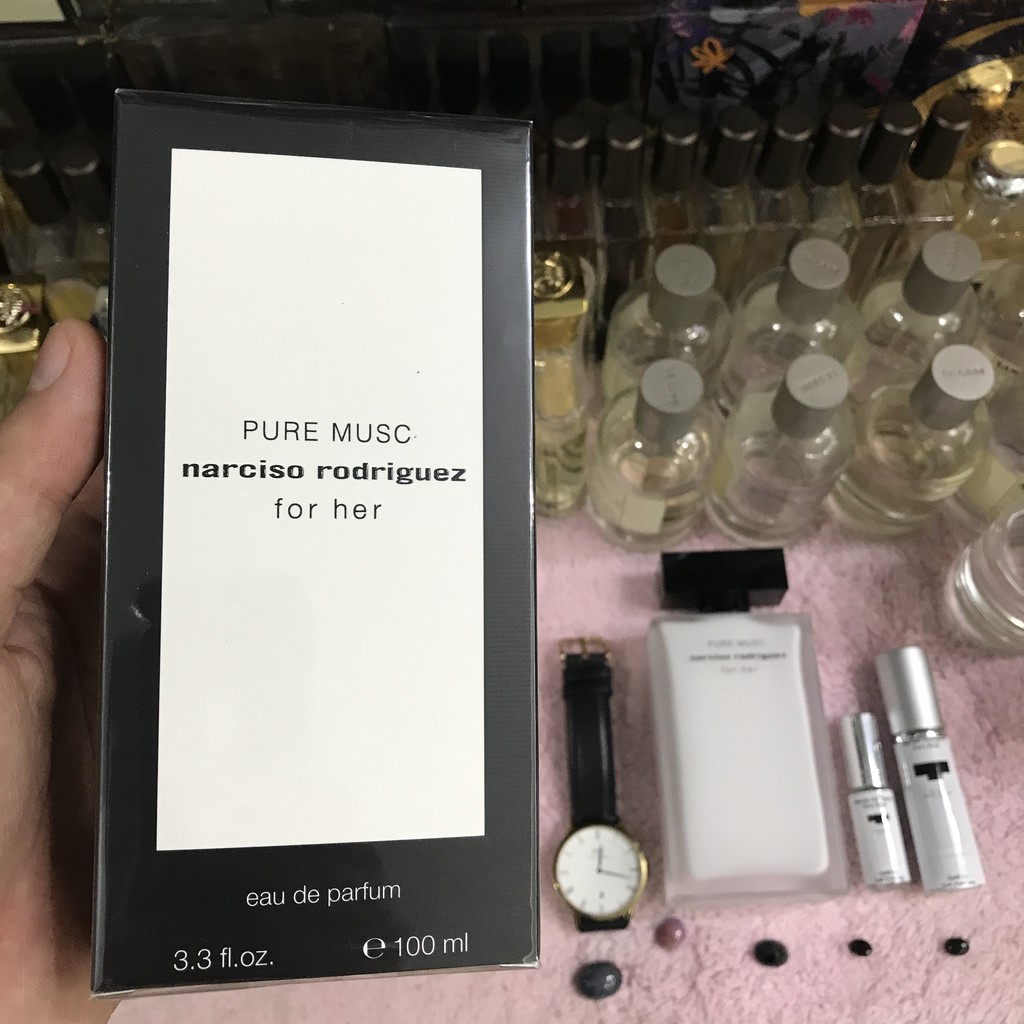 PURE MUSC
narciso rodriguez
for her
eau de parfum
3.3 fl.oz.
℮ 100 ml
PURE MUSC
narciso rodriguez
for her